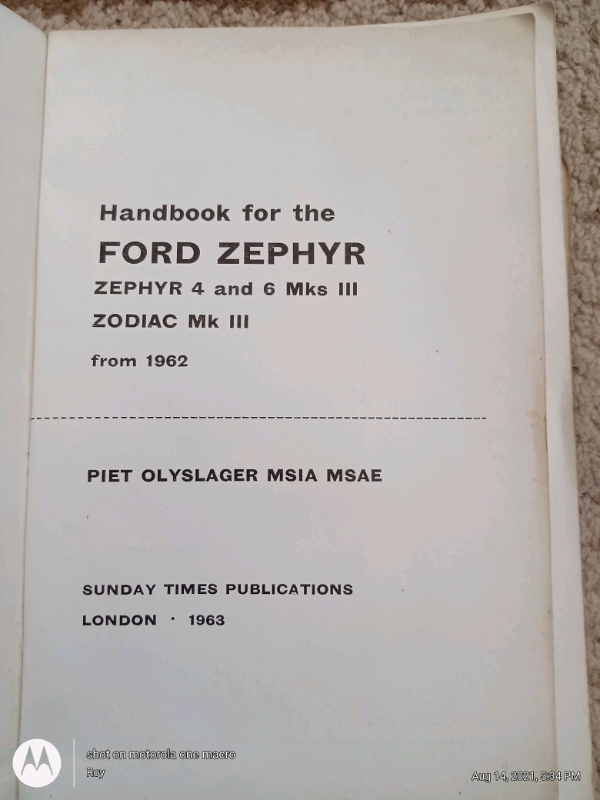 Handbook for the
FORD ZEPHYR
ZEPHYR 4 and 6 Mks III
ZODIAC Mk III
from 1962
PIET OLYSLAGER MSIA MSAE
SUNDAY TIMES PUBLICATIONS
LONDON · 1963
shot on motorola one macro
Roy
Aug 14, 2021, 5:34 PM